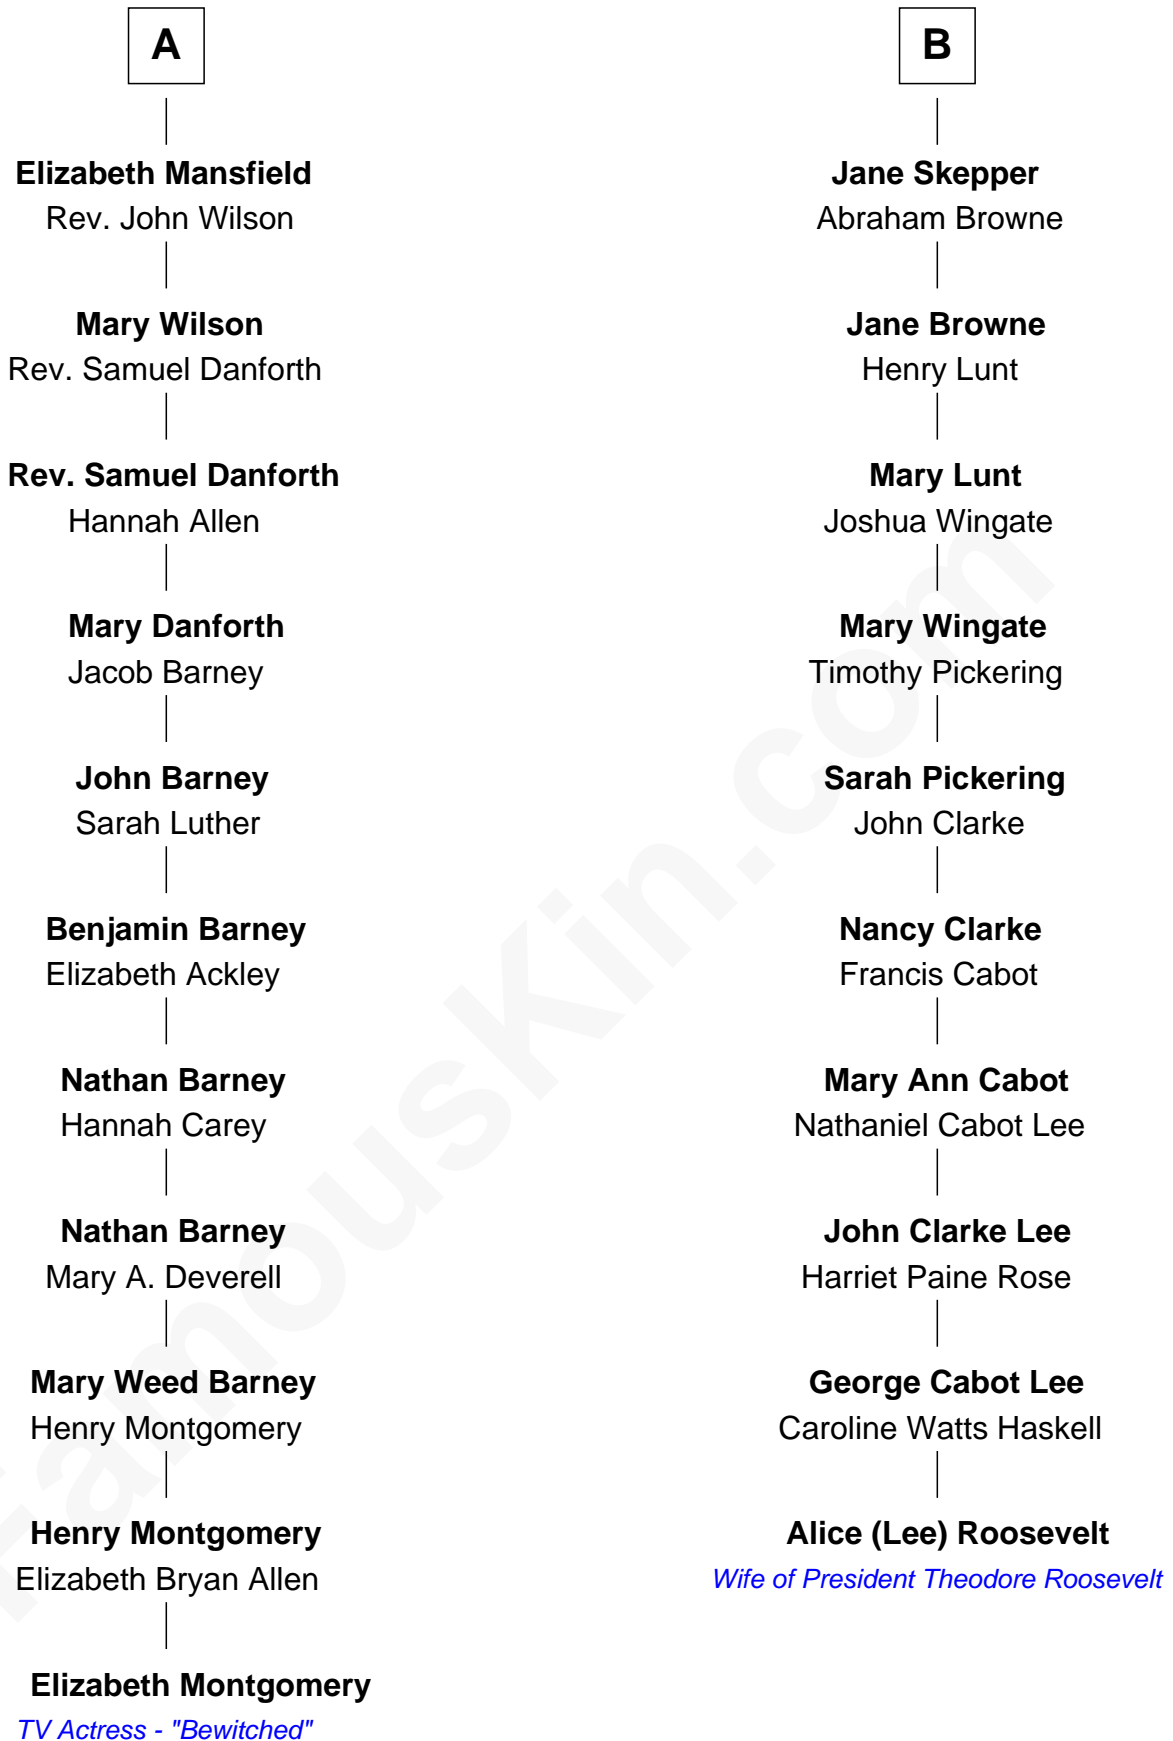 A
Elizabeth Mansfield
Rev. John Wilson
Mary Wilson
Rev. Samuel Danforth
Rev. Samuel Danforth
Hannah Allen
Mary Danforth
Jacob Barney
John Barney
Sarah Luther
Benjamin Barney
Elizabeth Ackley
Nathan Barney
Hannah Carey
Nathan Barney
Mary A. Deverell
Mary Weed Barney
Henry Montgomery
Henry Montgomery
Elizabeth Bryan Allen
Elizabeth Montgomery
TV Actress - "Bewitched"
B
Jane Skepper
Abraham Browne
Jane Browne
Henry Lunt
Mary Lunt
Joshua Wingate
Mary Wingate
Timothy Pickering
Sarah Pickering
John Clarke
Nancy Clarke
Francis Cabot
Mary Ann Cabot
Nathaniel Cabot Lee
John Clarke Lee
Harriet Paine Rose
George Cabot Lee
Caroline Watts Haskell
Alice (Lee) Roosevelt
Wife of President Theodore Roosevelt
FamousKin.com